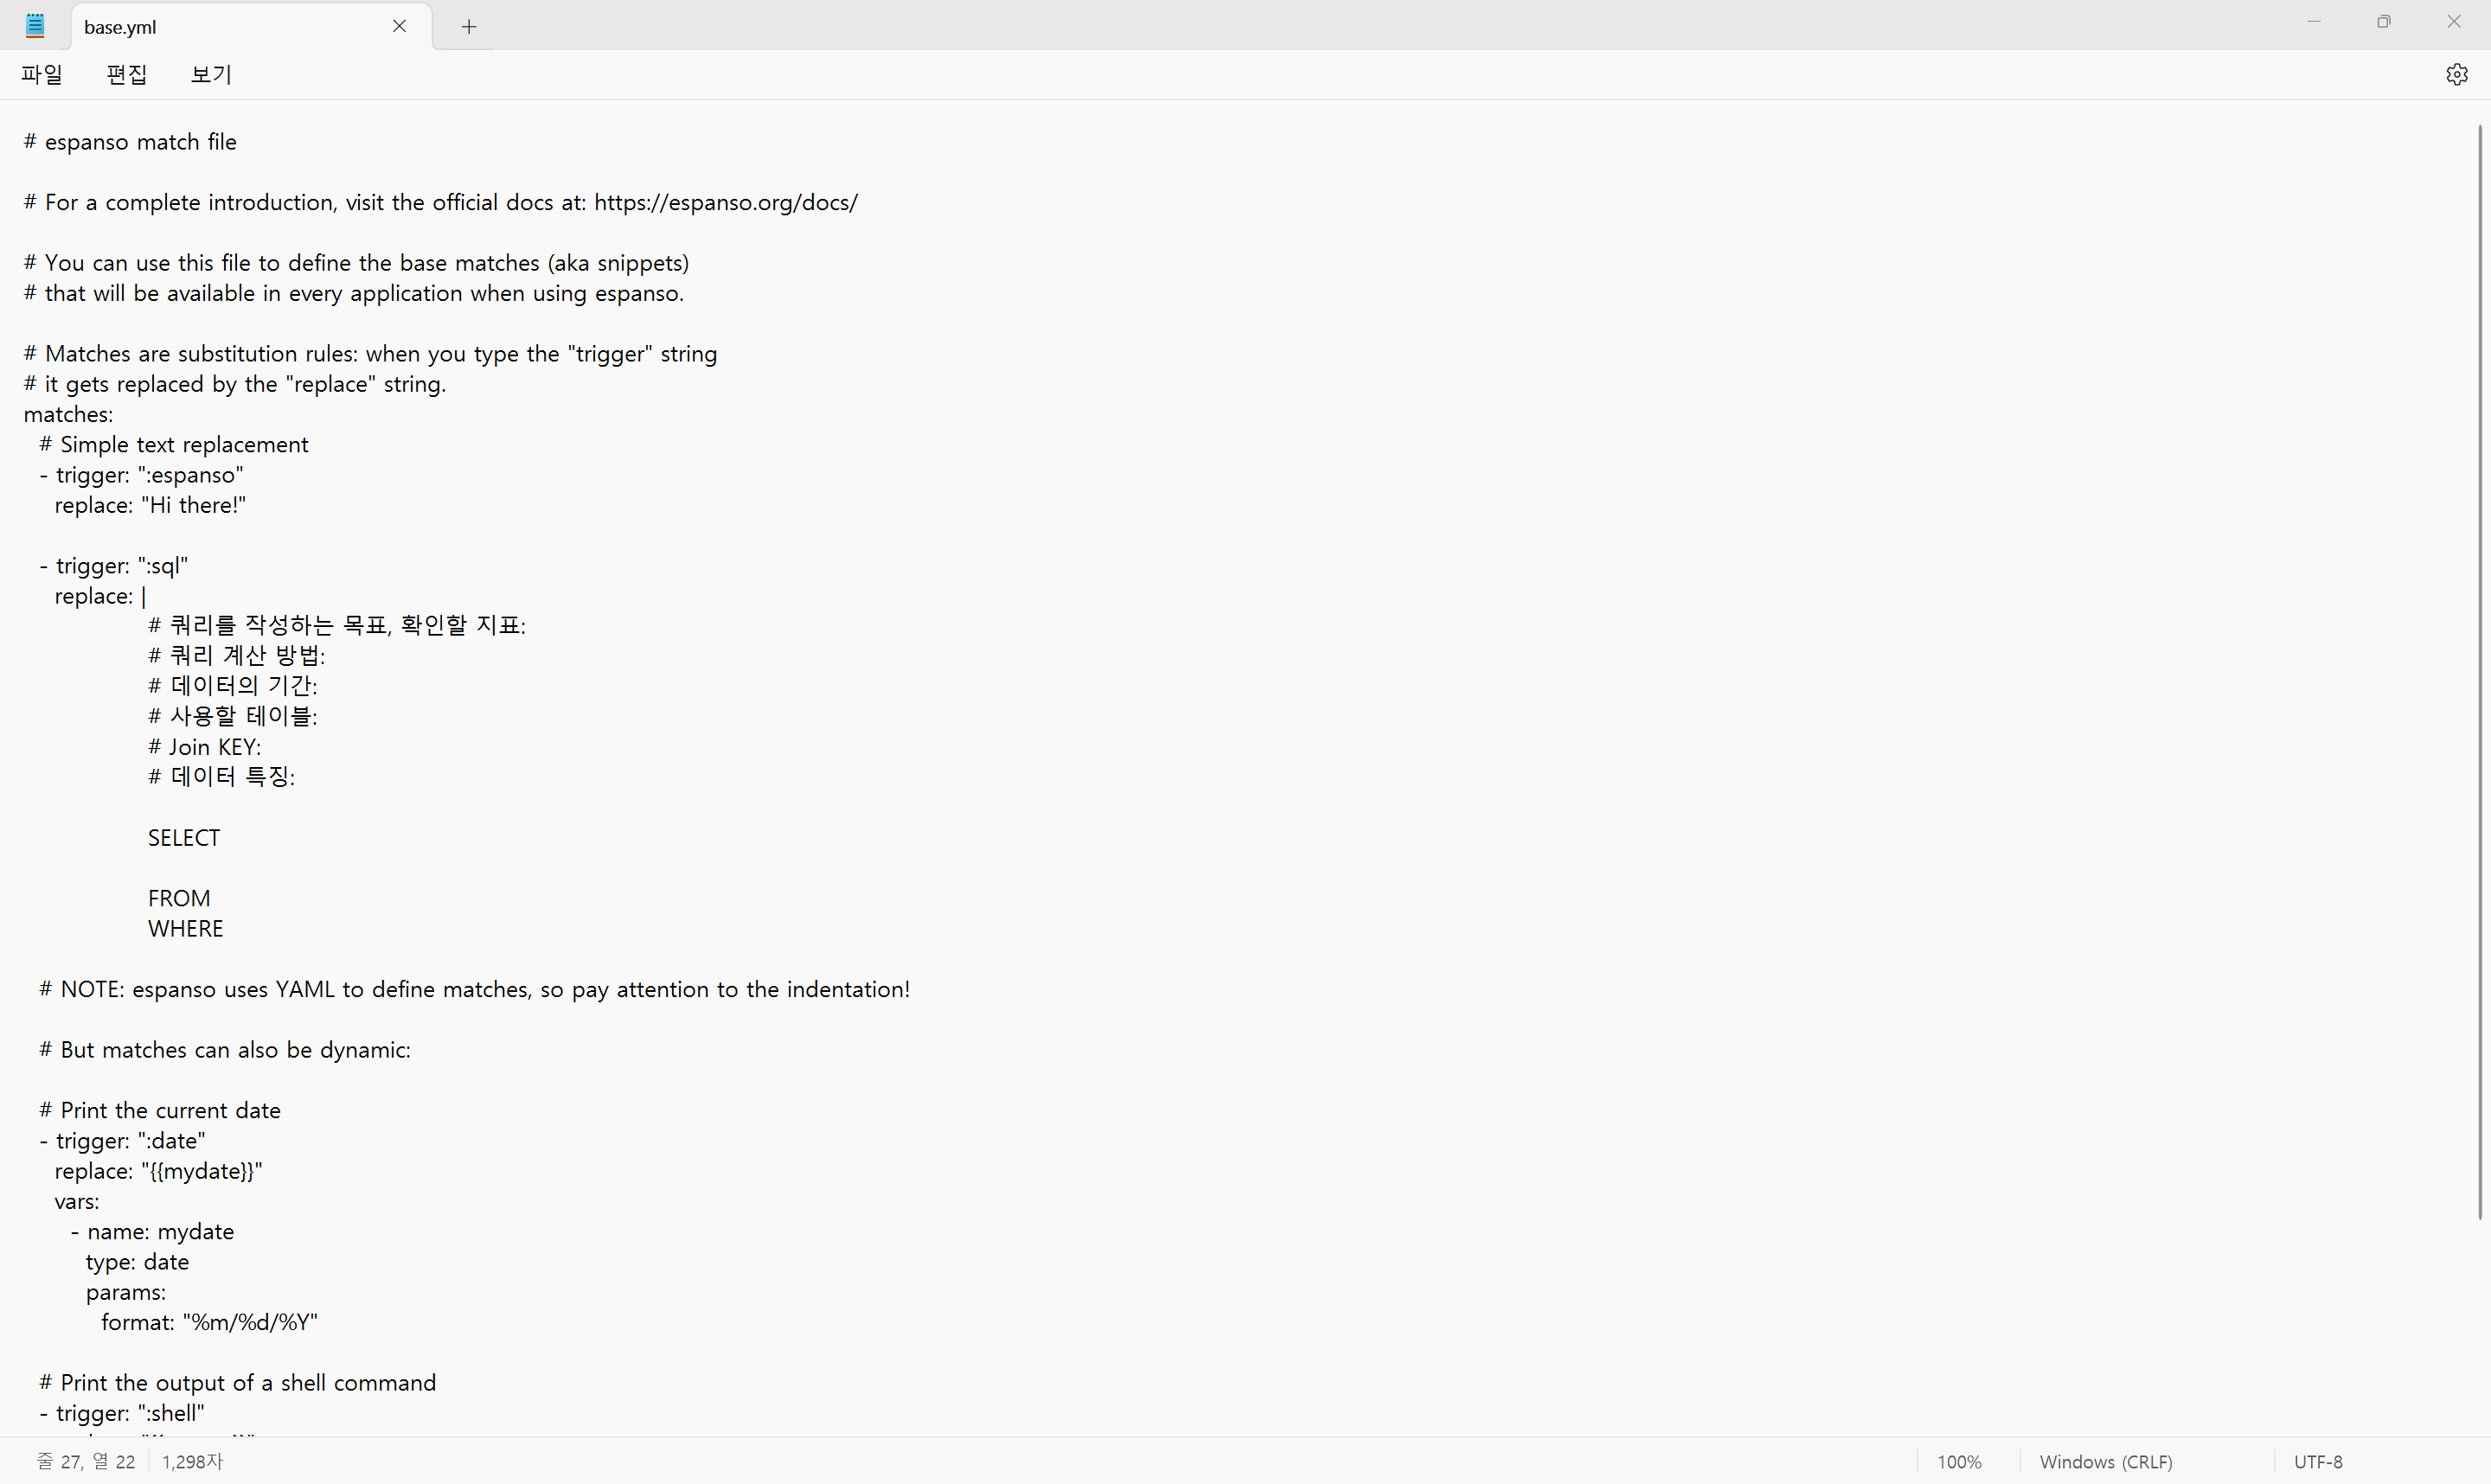 base.yml
파일 편집 보기
# espanso match file
# For a complete introduction, visit the official docs at: https://espanso.org/docs/
# You can use this file to define the base matches (aka snippets)
# that will be available in every application when using espanso.
# Matches are substitution rules: when you type the "trigger" string
# it gets replaced by the "replace" string.
matches:
# Simple text replacement
- trigger: ":espanso"
replace: "Hi there!"
- trigger: ":sql"
replace: |
# 쿼리를 작성하는 목표, 확인할 지표:
# 쿼리 계산 방법:
# 데이터의 기간:
# 사용할 테이블:
# Join KEY:
# 데이터 특징:
SELECT
FROM
WHERE
# NOTE: espanso uses YAML to define matches, so pay attention to the indentation!
# But matches can also be dynamic:
# Print the current date
- trigger: ":date"
replace: "{{mydate}}"
vars:
- name: mydate
type: date
params:
format: "%m/%d/%Y"
# Print the output of a shell command
- trigger: ":shell"
줄 27, 열 22 1,298자 100% Windows (CRLF) UTF-8